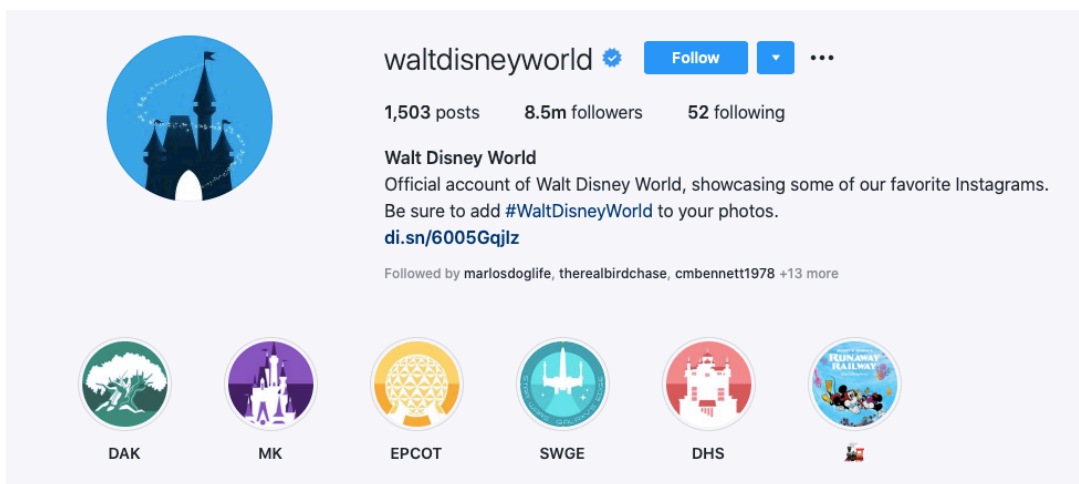 waltdisneyworld Follow
1,503 posts 8.5m followers 52 following
Walt Disney World
Official account of Walt Disney World, showcasing some of our favorite Instagrams.
Be sure to add #WaltDisneyWorld to your photos.
di.sn/6005Gqjlz
Followed by marlosdoglife, therealbirdchase, cmbennett1978 +13 more
RUNAWAY
RAILWAY
DAK MK EPCOT SWGE DHS 🚂